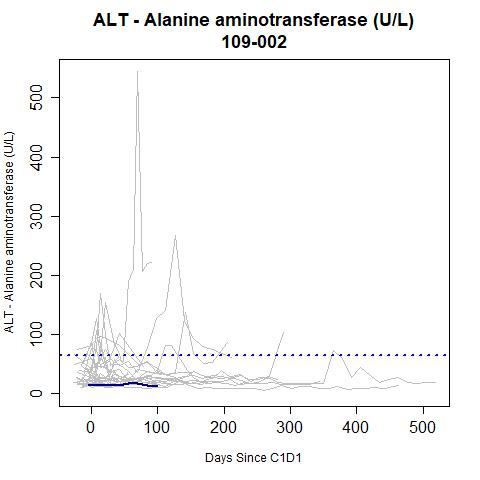 ALT - Alanine aminotransferase (U/L)
109-002
ALT - Alanine aminotransferase (U/L)
500
400
300
200
100
0
0 100 200 300 400 500
Days Since C1D1